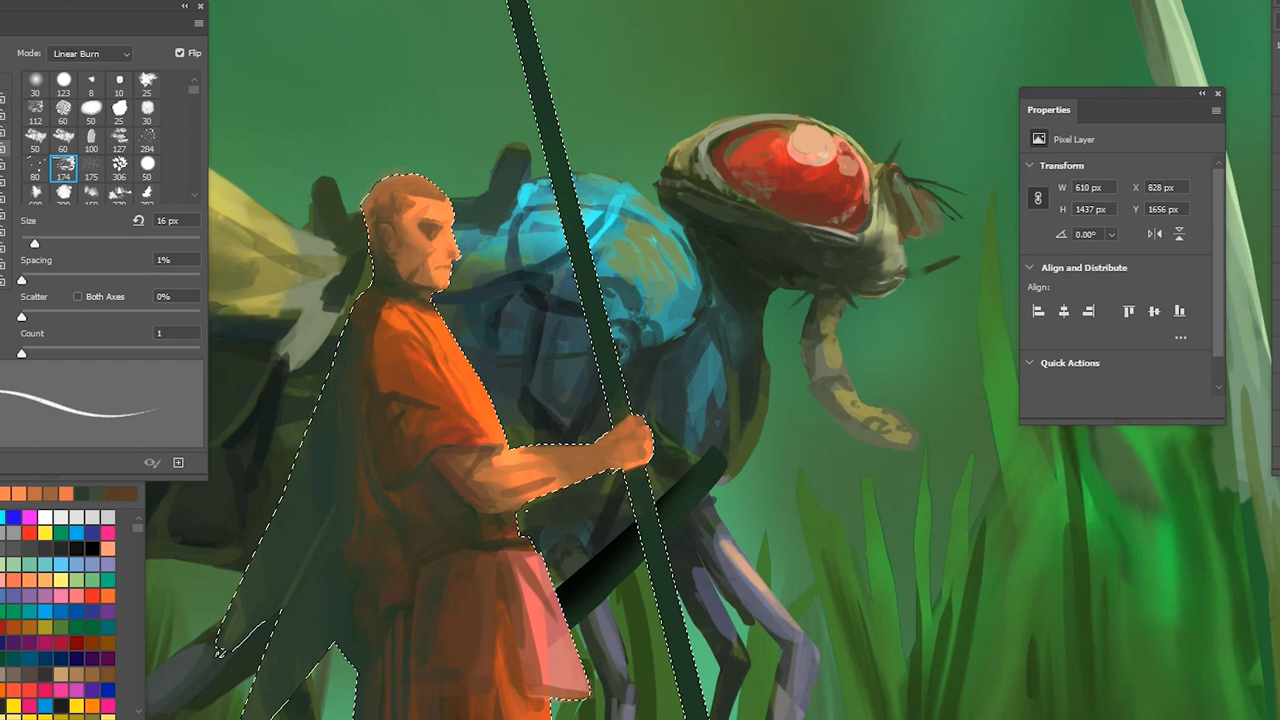 Mode: Linear Burn Flip
30 123 8 10 25
112 60 50 25 30
50 60 100 127 284
80 174 175 306 50
Size 16 px
Spacing 1%
Scatter Both Axes 0%
Count 1
Properties
Pixel Layer
Transform
W 610 px X 828 px
H 1437 px Y 1656 px
0.00°
Align and Distribute
Align:
Quick Actions